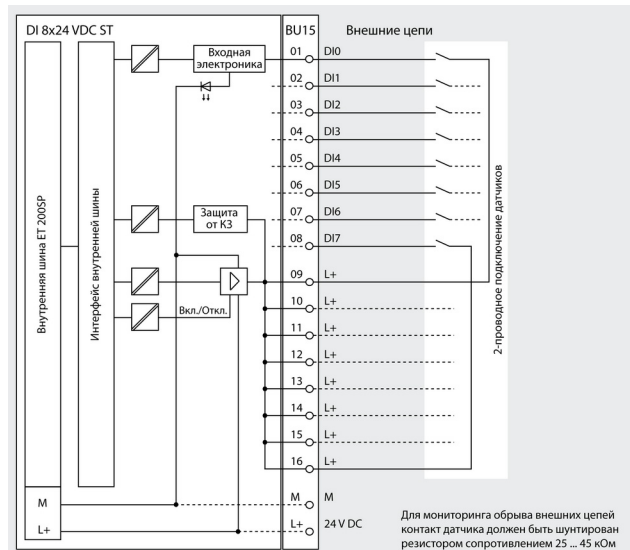 DI 8x24 VDC ST
BU15
Внешние цепи
Внутренняя шина ET 200SP
Интерфейс внутренней шины
Входная
электроника
Защита
от КЗ
Вкл./Откл.
01 DI0
02 DI1
03 DI2
04 DI3
05 DI4
06 DI5
07 DI6
08 DI7
09 L+
10 L+
11 L+
12 L+
13 L+
14 L+
15 L+
16 L+
2-проводное подключение датчиков
M M M
L+ L+ 24 V DC
Для мониторинга обрыва внешних цепей
контакт датчика должен быть шунтирован
резистором сопротивлением 25 ... 45 кОм